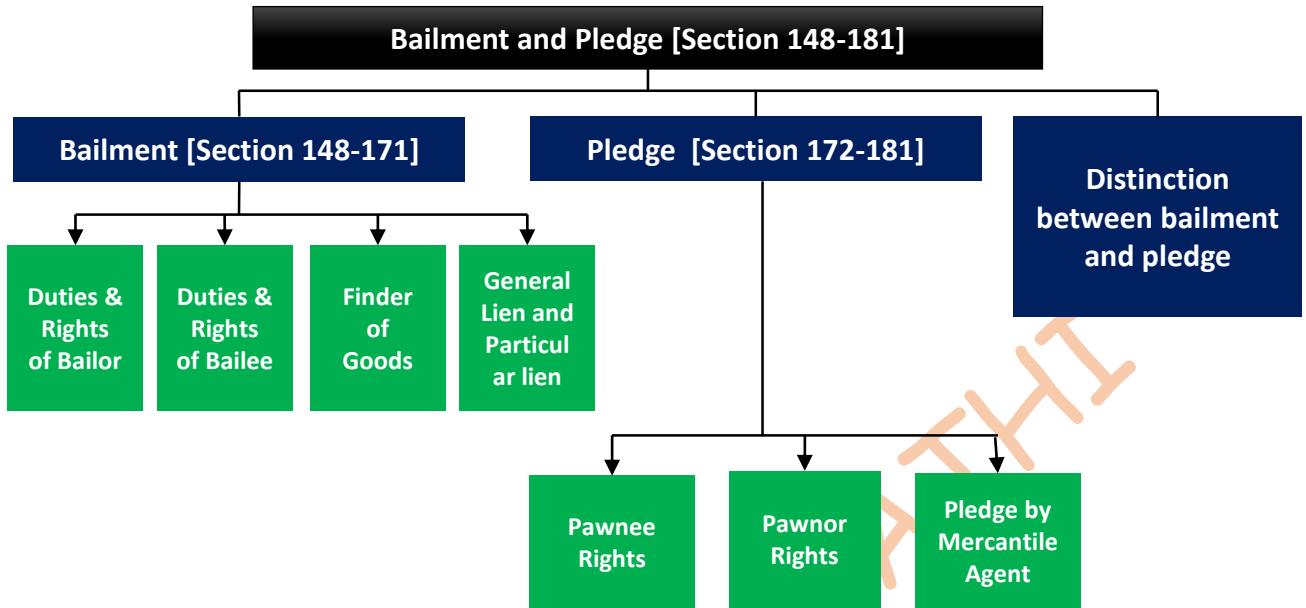 Bailment and Pledge [Section 148-181]
Bailment [Section 148-171]
Pledge [Section 172-181]
Distinction
between bailment
and pledge
Duties &
Rights
of Bailor
Duties &
Rights
of Bailee
Finder
of
Goods
General
Lien and
Particul
ar lien
Pawnee
Rights
Pawnor
Rights
Pledge by
Mercantile
Agent
ATHI